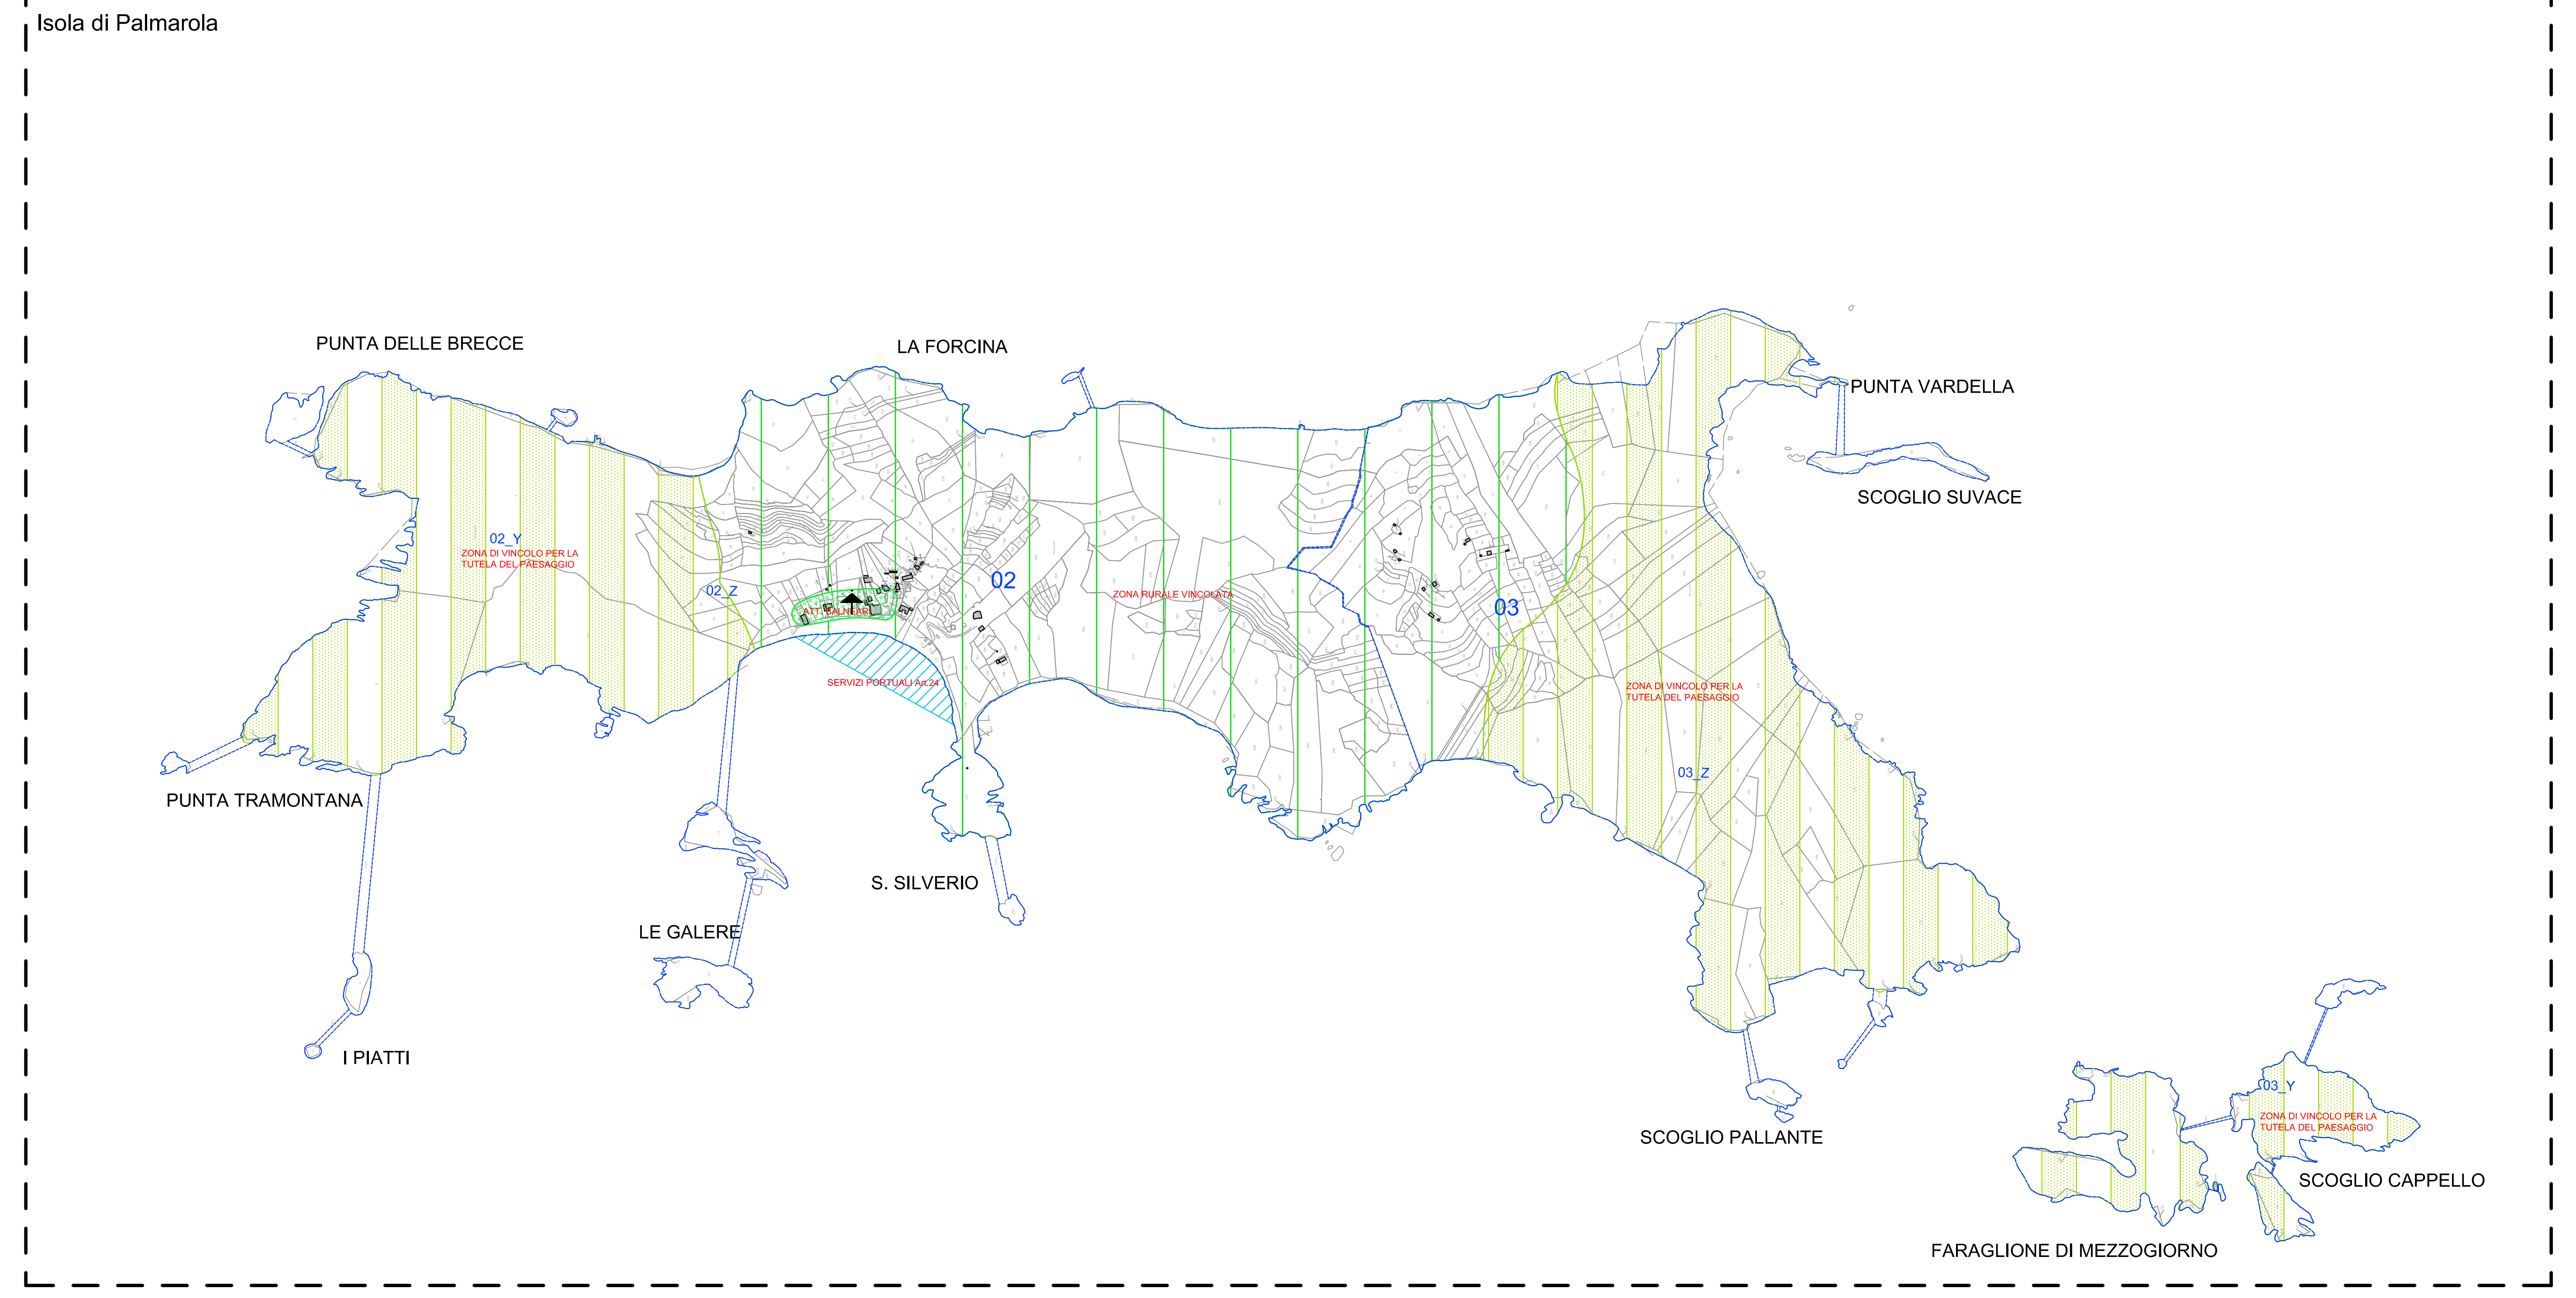 Isola di Palmarola
PUNTA DELLE BRECCE
LA FORCINA
PUNTA VARDELLA
SCOGLIO SUVACE
02_Y
ZONA DI VINCOLO PER LA
TUTELA DEL PAESAGGIO
02_Z
02
ZONA RURALE VINCOLATA
03
ATT. BALNEARI
SERVIZI PORTUALI Art.24
ZONA DI VINCOLO PER LA
TUTELA DEL PAESAGGIO
03_Z
PUNTA TRAMONTANA
S. SILVERIO
LE GALERE
I PIATTI
SCOGLIO PALLANTE
03_Y
ZONA DI VINCOLO PER LA
TUTELA DEL PAESAGGIO
SCOGLIO CAPPELLO
FARAGLIONE DI MEZZOGIORNO